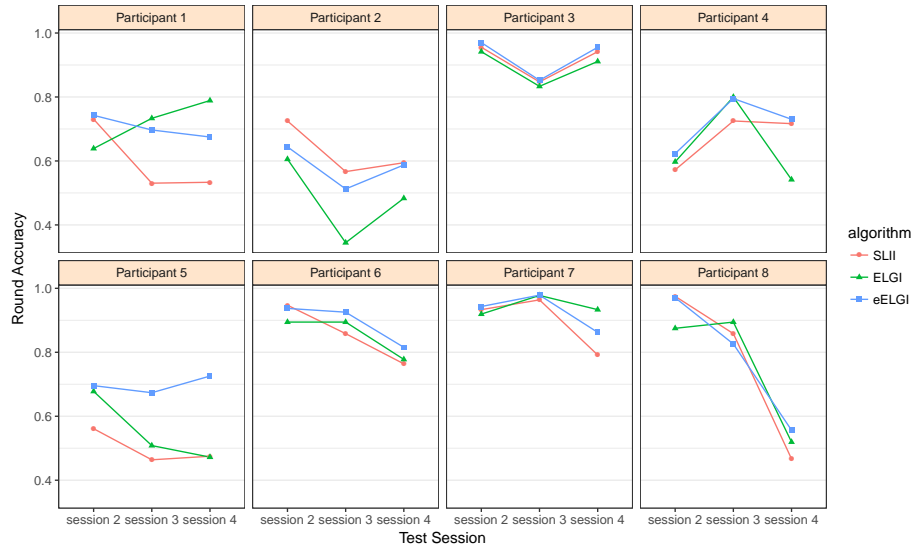 Participant 1 Participant 2 Participant 3 Participant 4
1.0
0.8
0.6
0.4
Participant 5 Participant 6 Participant 7 Participant 8
1.0
0.8
0.6
0.4
session 2 session 3 session 4 session 2 session 3 session 4 session 2 session 3 session 4 session 2 session 3 session 4
Test Session
Round Accuracy
algorithm
SLII
ELGI
eELGI